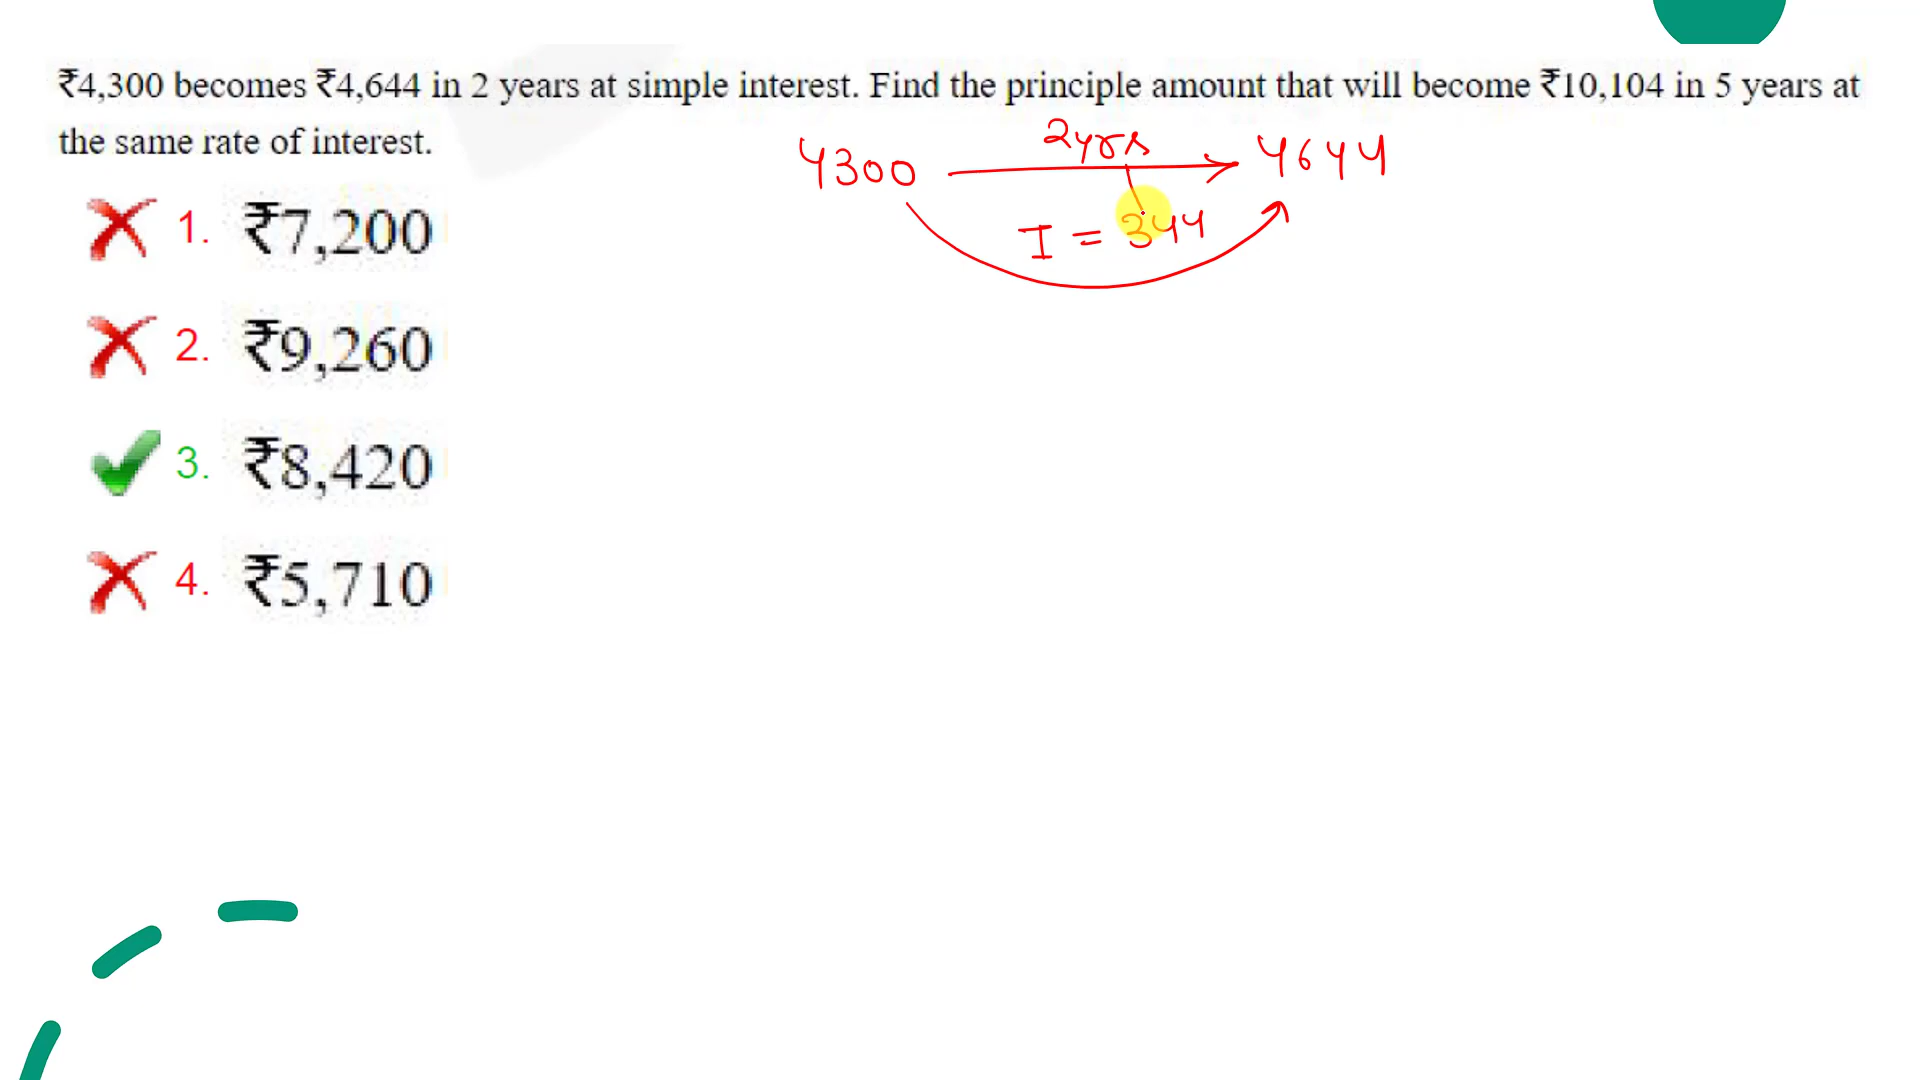 ₹4,300 becomes ₹4,644 in 2 years at simple interest. Find the principle amount that will become ₹10,104 in 5 years at
the same rate of interest.
4300 2yrs 4644
I = 344
1. ₹7,200
2. ₹9,260
3. ₹8,420
4. ₹5,710